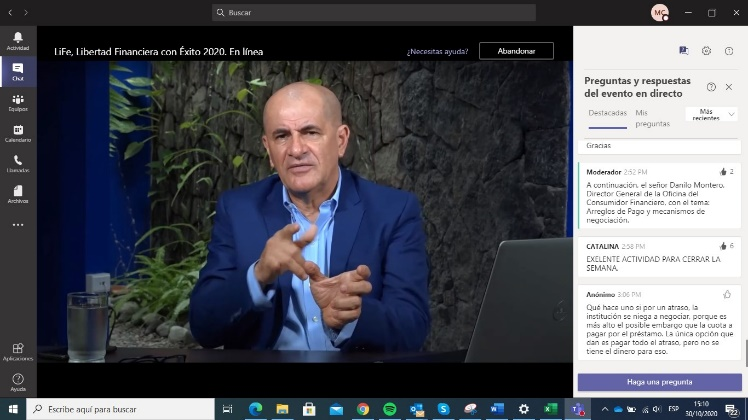 Buscar
MC
Actividad
Chat
Equipos
Calendario
Llamadas
Archivos
Aplicaciones
Ayuda
LiFe, Libertad Financiera con Éxito 2020. En línea
¿Necesitas ayuda?
Abandonar
Preguntas y respuestas
del evento en directo
Destacadas
Mis
preguntas
Más
recientes
Gracias
Moderador 2:52 PM
2
A continuación, el señor Danilo Montero,
Director General de la Oficina del
Consumidor Financiero, con el tema:
Arreglos de Pago y mecanismos de
negociación.
CATALINA 2:58 PM
6
EXELENTE ACTIVIDAD PARA CERRAR LA
SEMANA.
Anónimo 3:06 PM
Qué hace uno si por un atraso, la
institución se niega a negociar, porque es
más alto el posible embargo que la cuota a
pagar por el préstamo. La única opción que
dan es pagar todo el atraso, pero no se
tiene el dinero para eso.
Haga una pregunta
Escribe aquí para buscar
ESP
15:10
30/10/2020